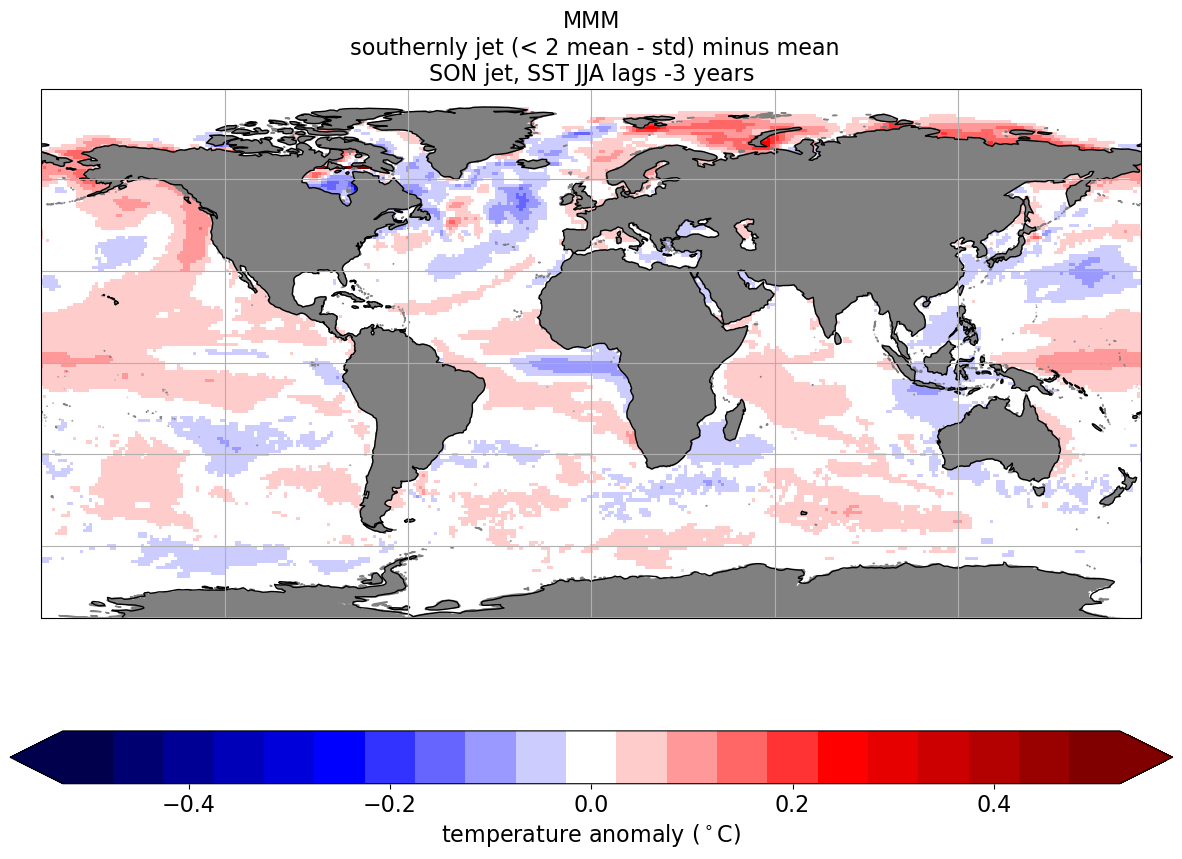 MMM
southernly jet (< 2 mean - std) minus mean
SON jet, SST JJA lags -3 years
−0.4 −0.2 0.0 0.2 0.4
temperature anomaly (°C)